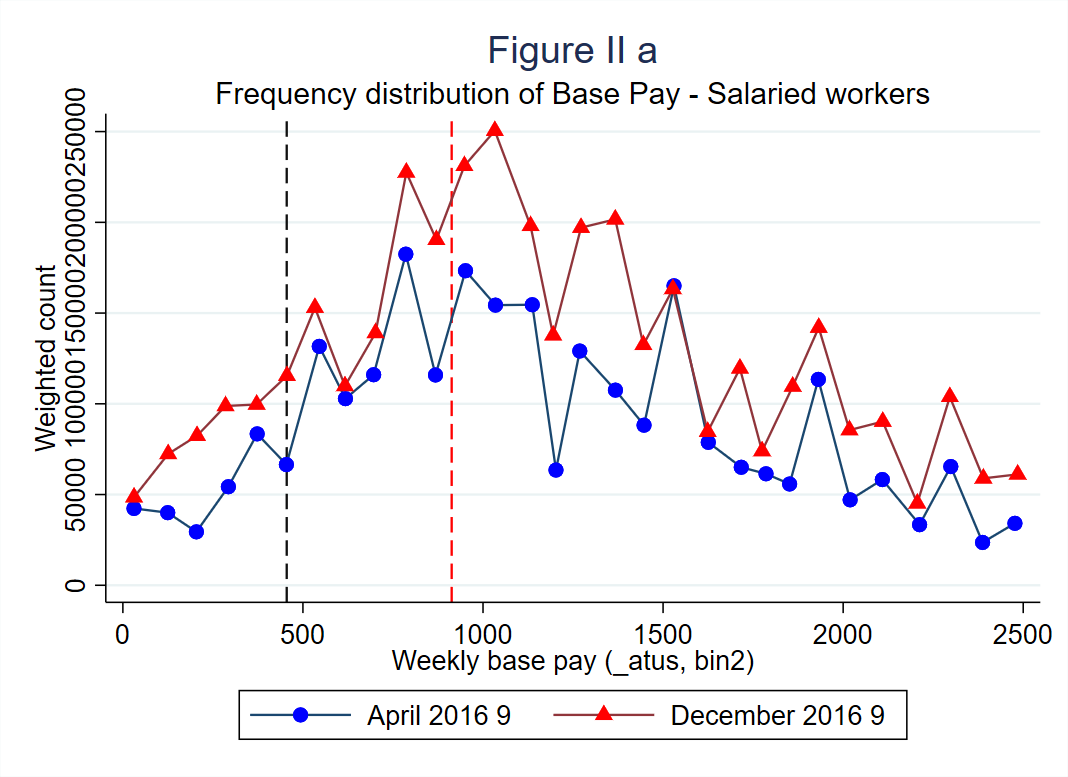 Figure II a
Frequency distribution of Base Pay - Salaried workers
Weighted count
250000
200000
150000
100000
50000
0
0 500 1000 1500 2000 2500
Weekly base pay (_atus, bin2)
April 2016 9 December 2016 9